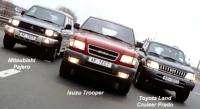 Mitsubishi
Pajero
Isuzu Trooper
Toyota Land
Cruiser Prado